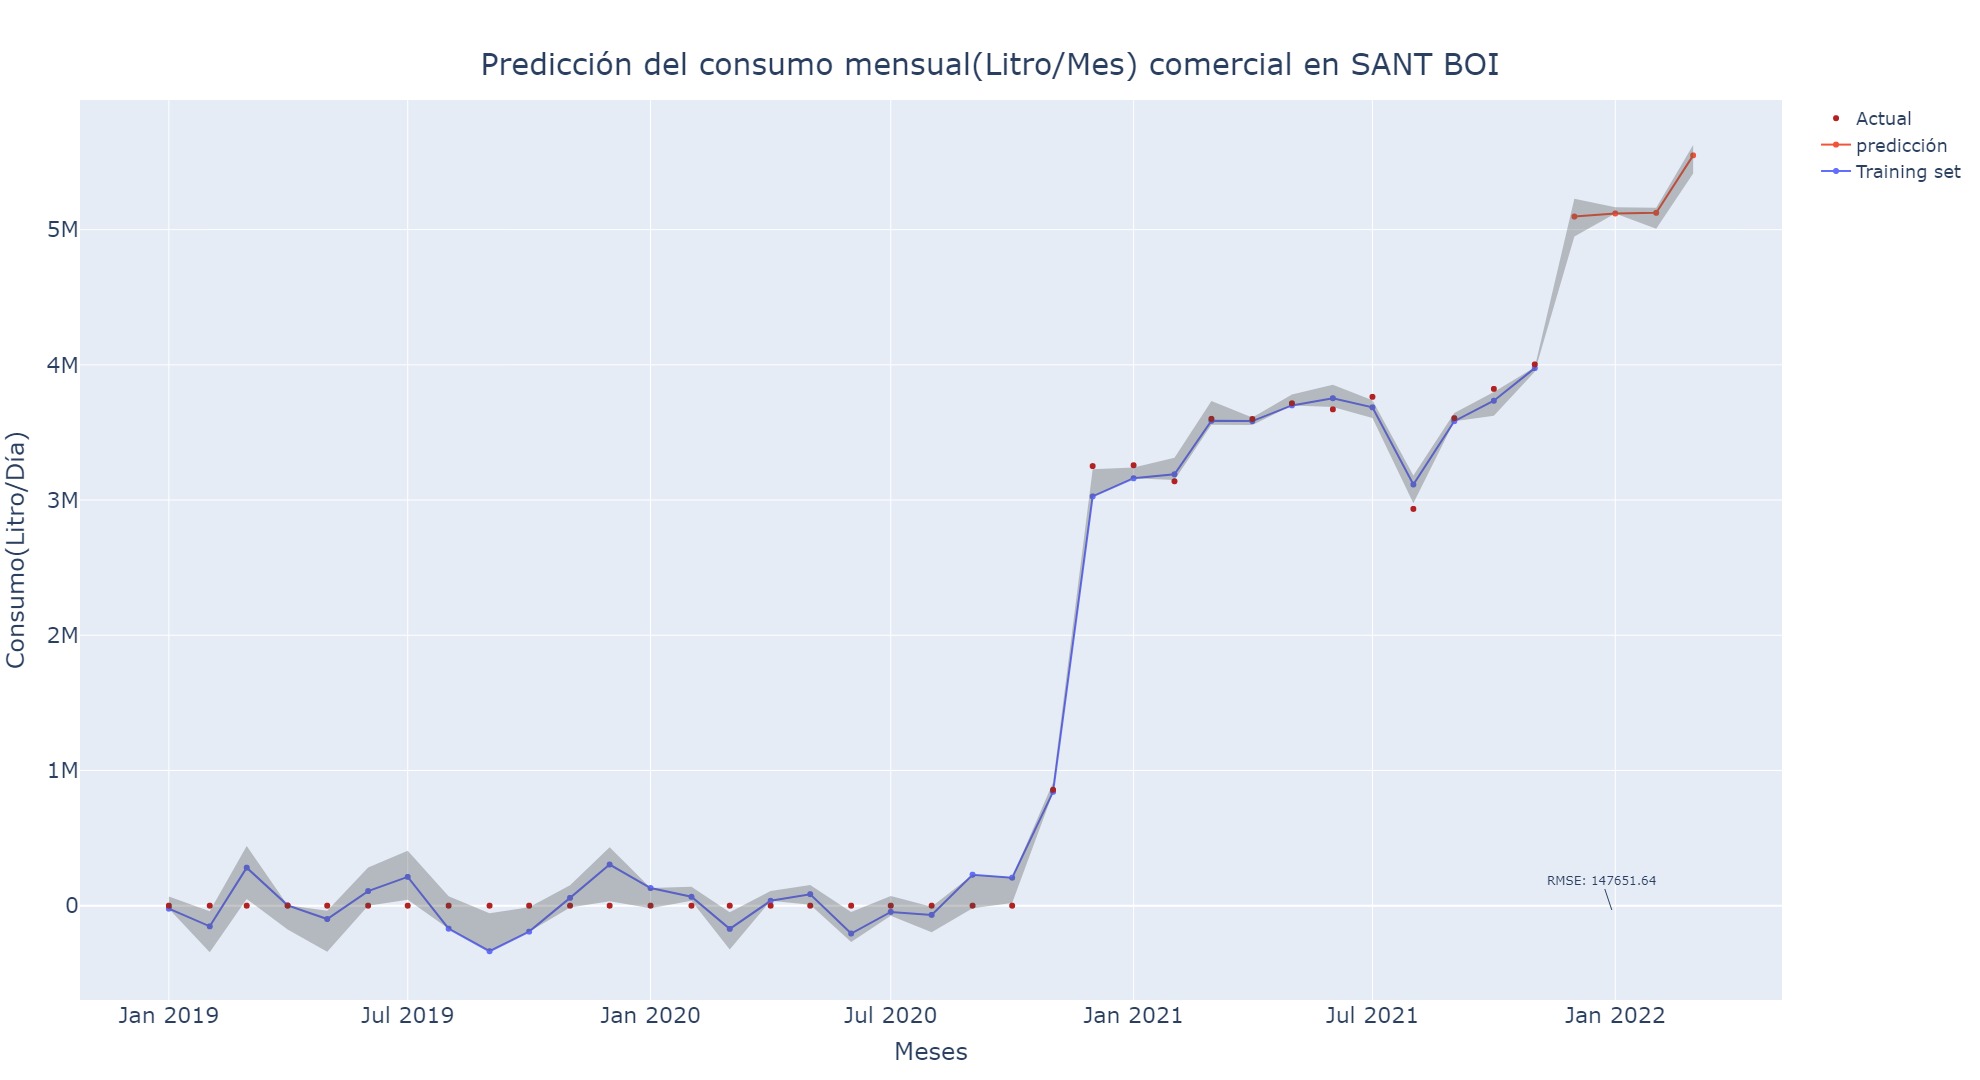 Predicción del consumo mensual(Litro/Mes) comercial en SANT BOI
Actual
predicción
Training set
Consumo(Litro/Día)
5M
4M
3M
2M
1M
0
RMSE: 147651.64
Jan 2019
Jul 2019
Jan 2020
Jul 2020
Jan 2021
Jul 2021
Jan 2022
Meses